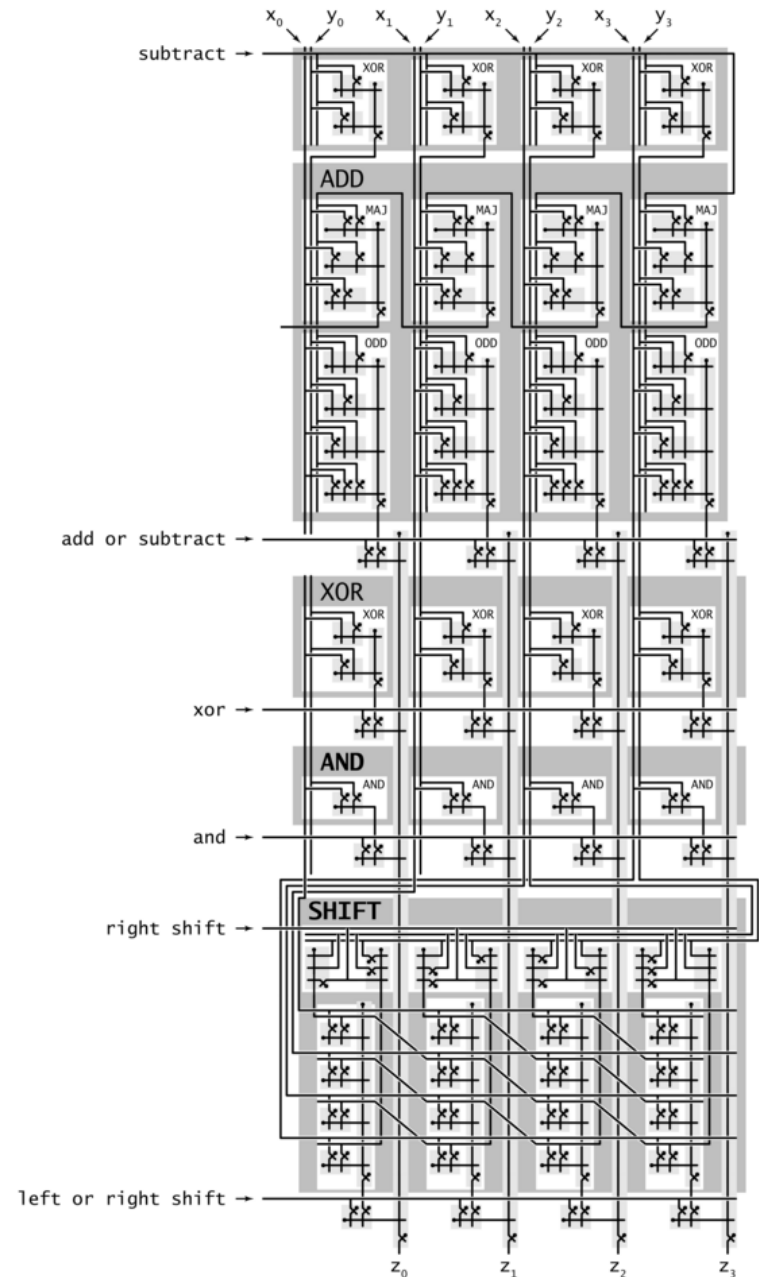 x0 y0 x1 y1 x2 y2 x3 y3
subtract
XOR XOR XOR XOR
ADD
MAJ MAJ MAJ MAJ
ODD ODD ODD ODD
add or subtract
XOR
XOR XOR XOR XOR
xor
AND
AND AND AND AND
and
SHIFT
right shift
left or right shift
z0 z1 z2 z3